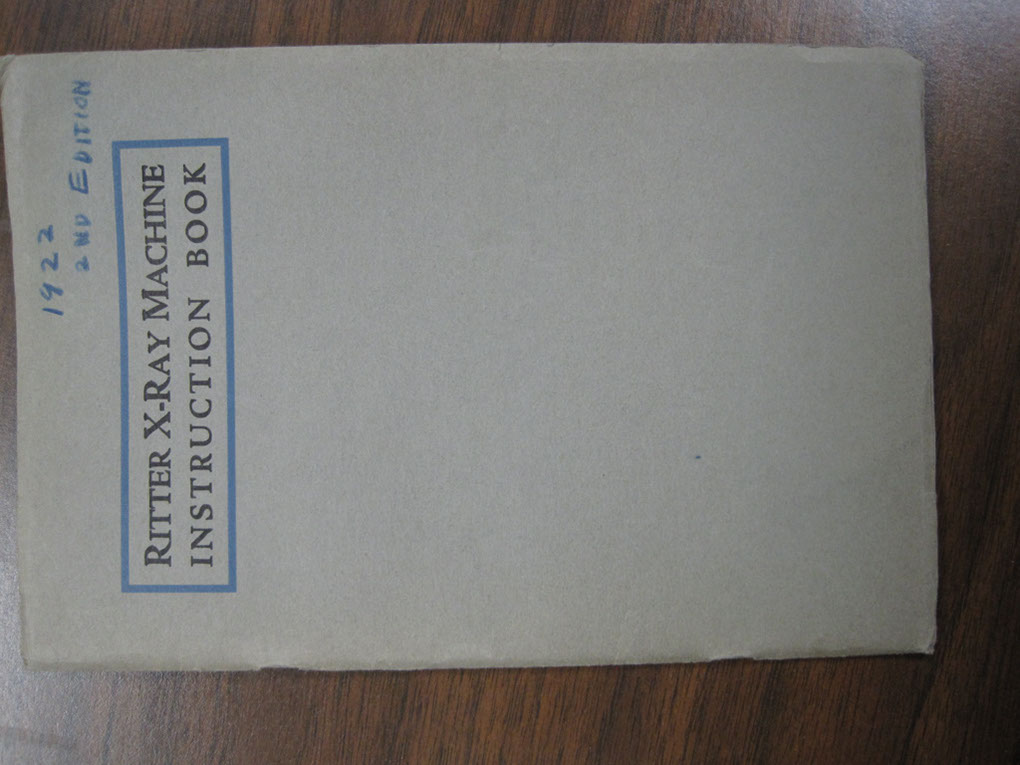 1922
2ND EDITION
RITTER X-RAY MACHINE
INSTRUCTION BOOK